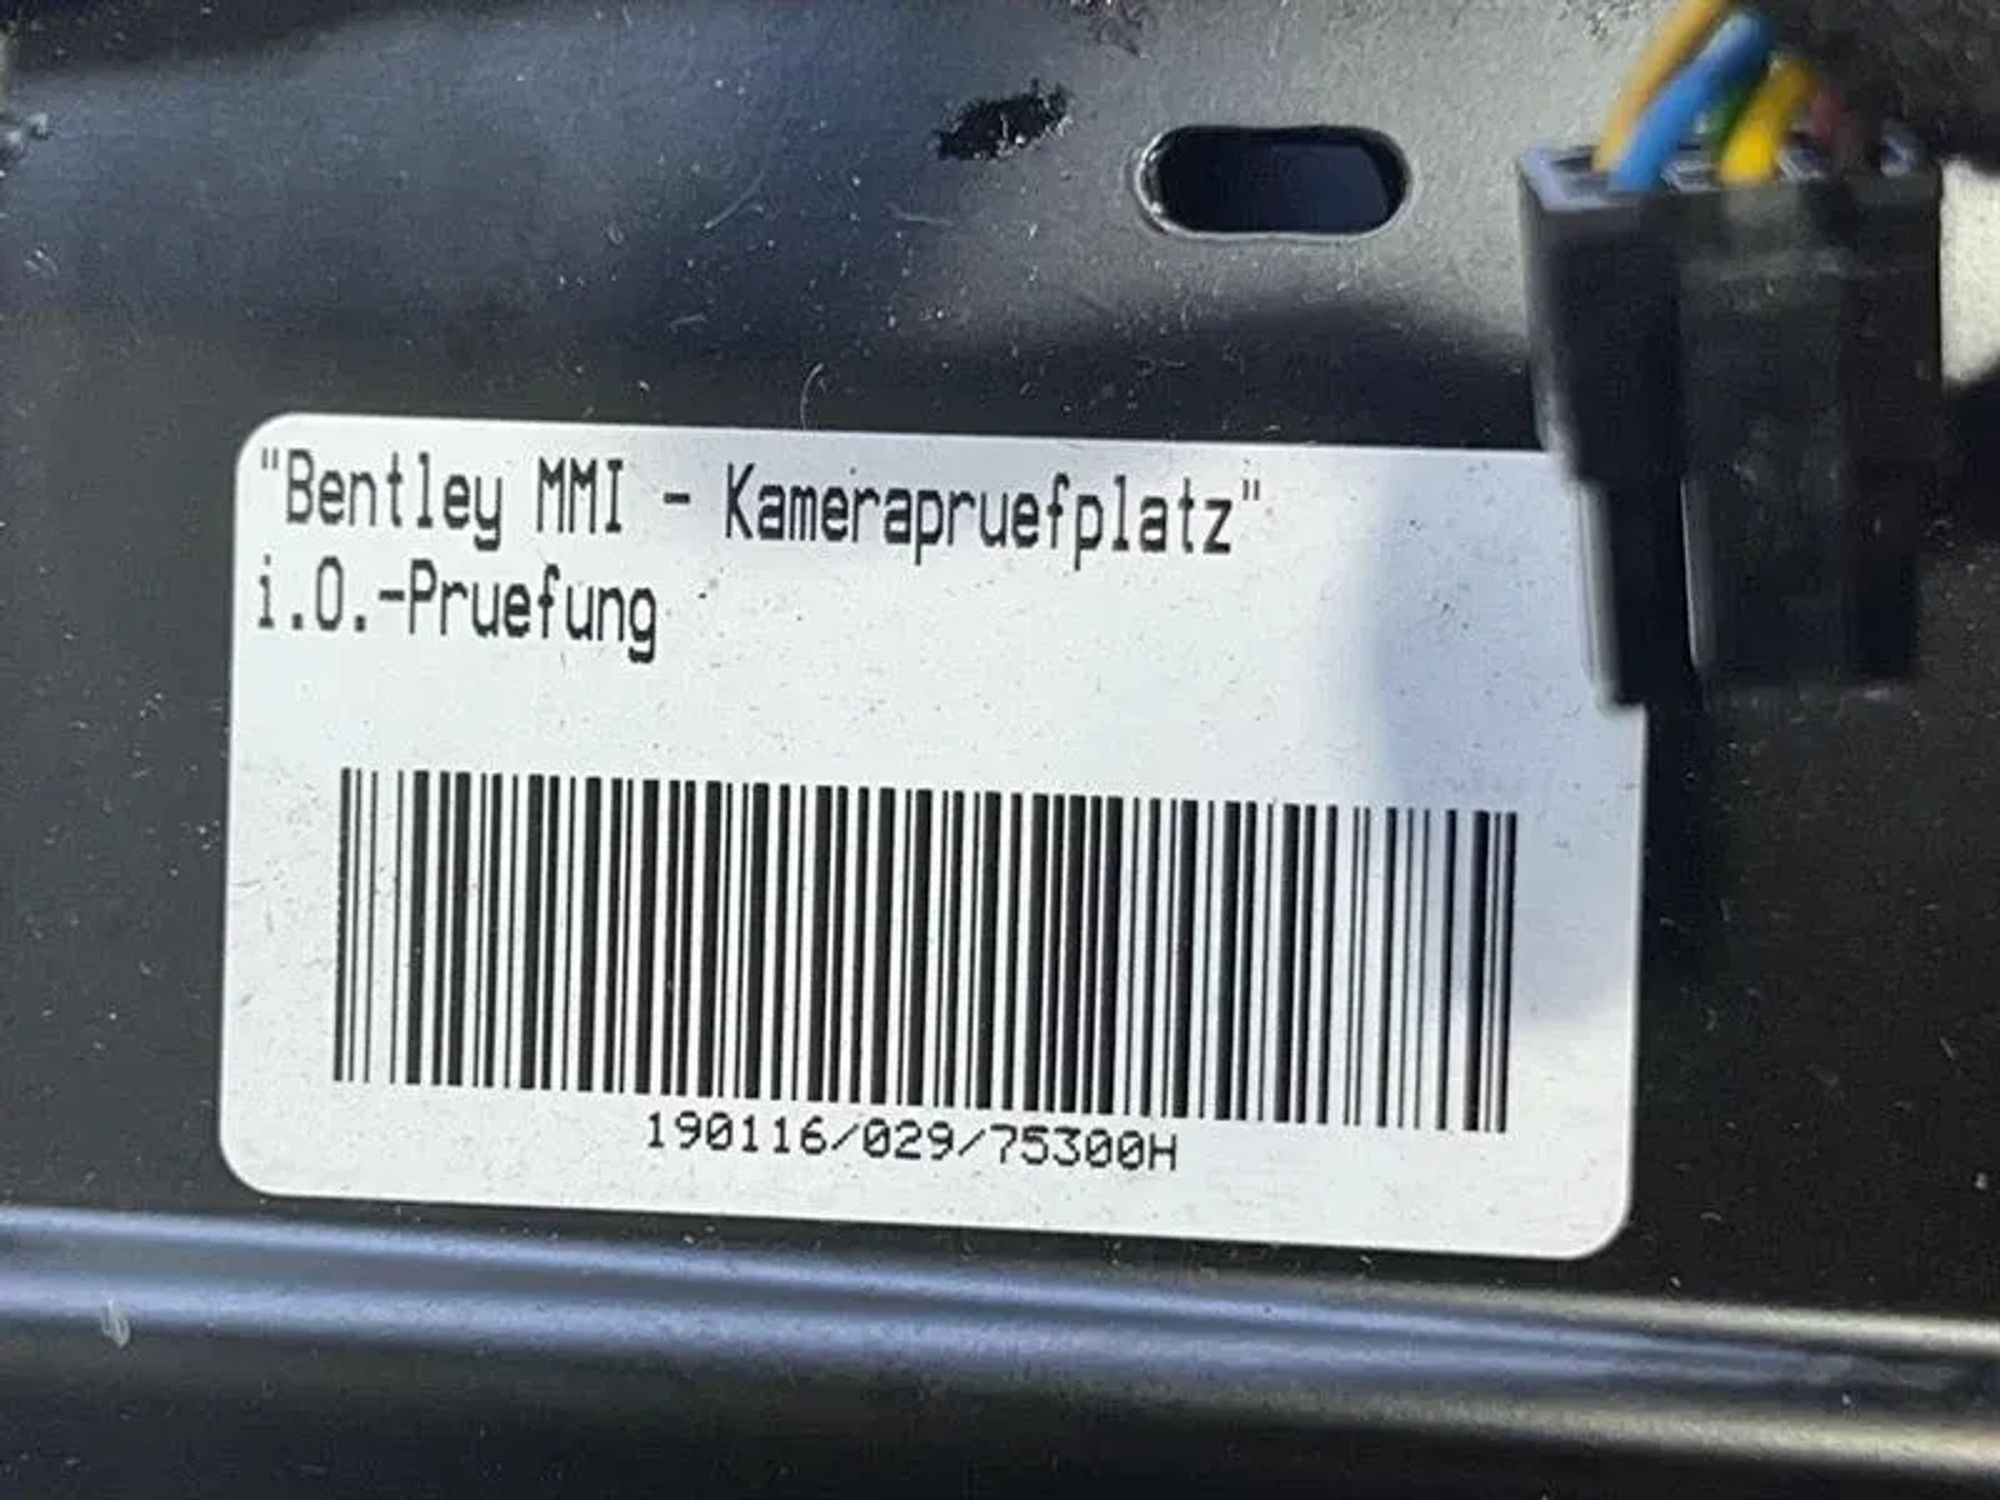 "Bentley MMI - Kamerapruefplatz"
i.O.-Pruefung
190116/029/75300H